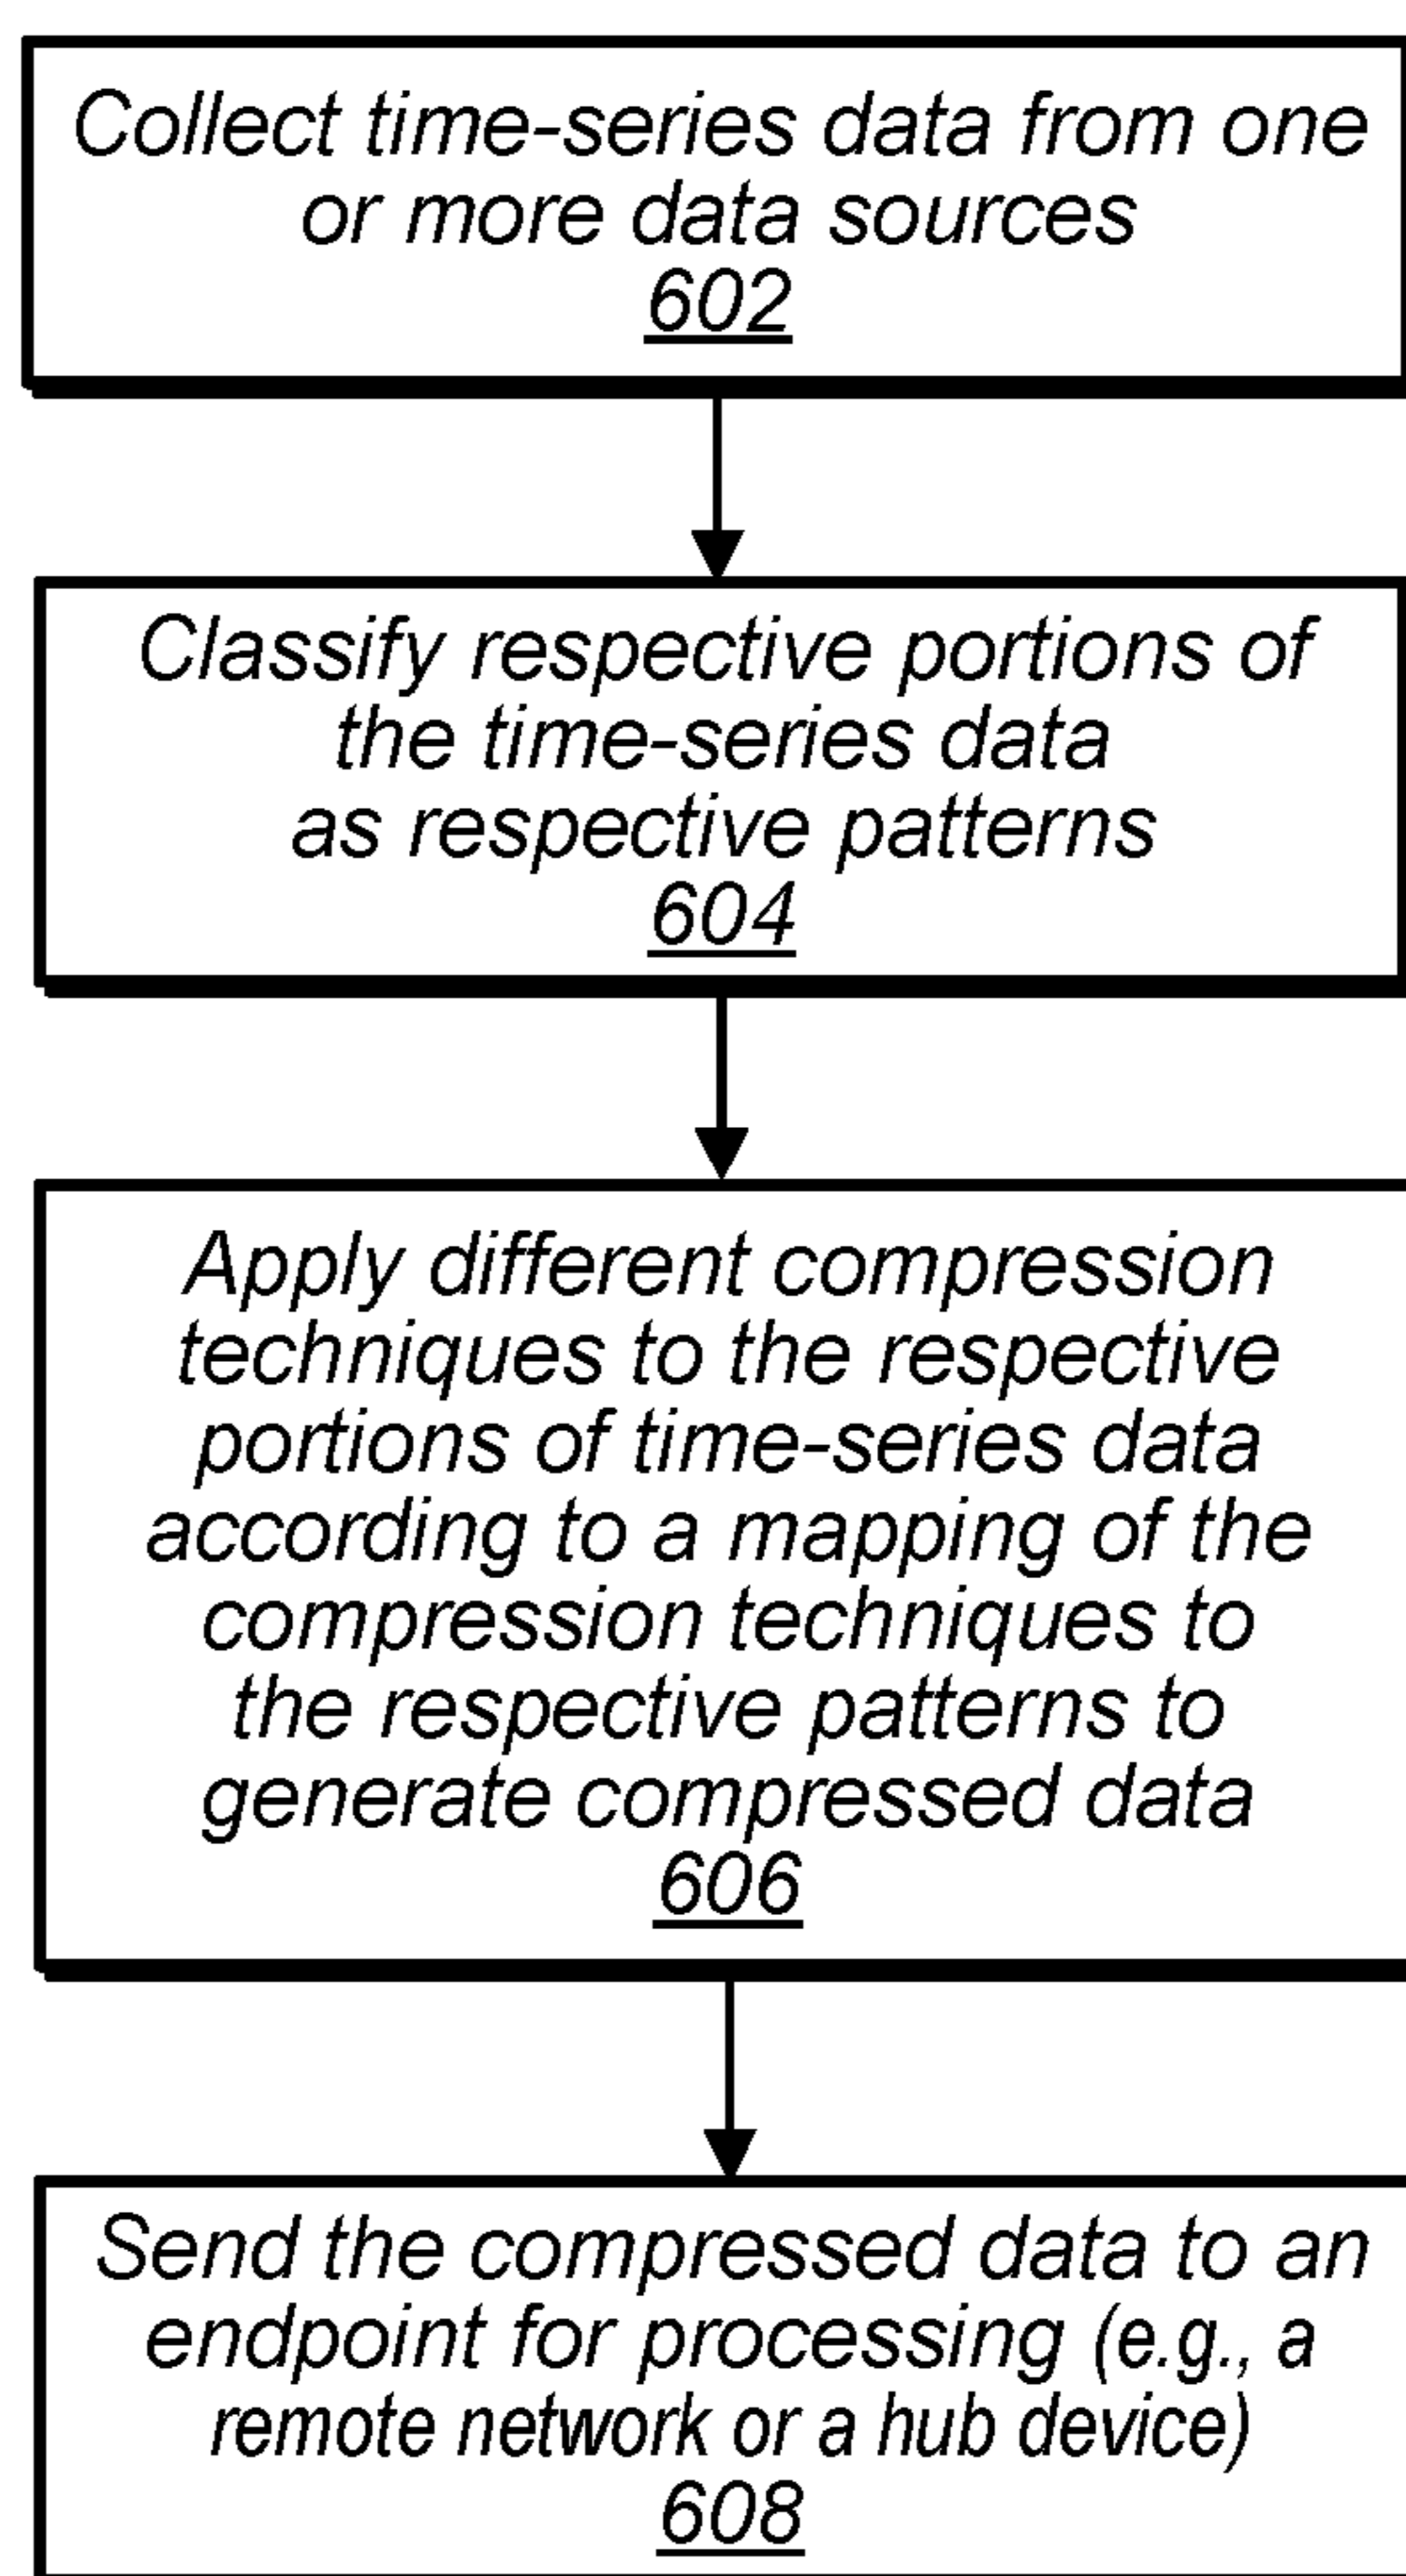 Collect time-series data from one
or more data sources
602
Classify respective portions of
the time-series data
as respective patterns
604
Apply different compression
techniques to the respective
portions of time-series data
according to a mapping of the
compression techniques to
the respective patterns to
generate compressed data
606
Send the compressed data to an
endpoint for processing (e.g., a
remote network or a hub device)
608